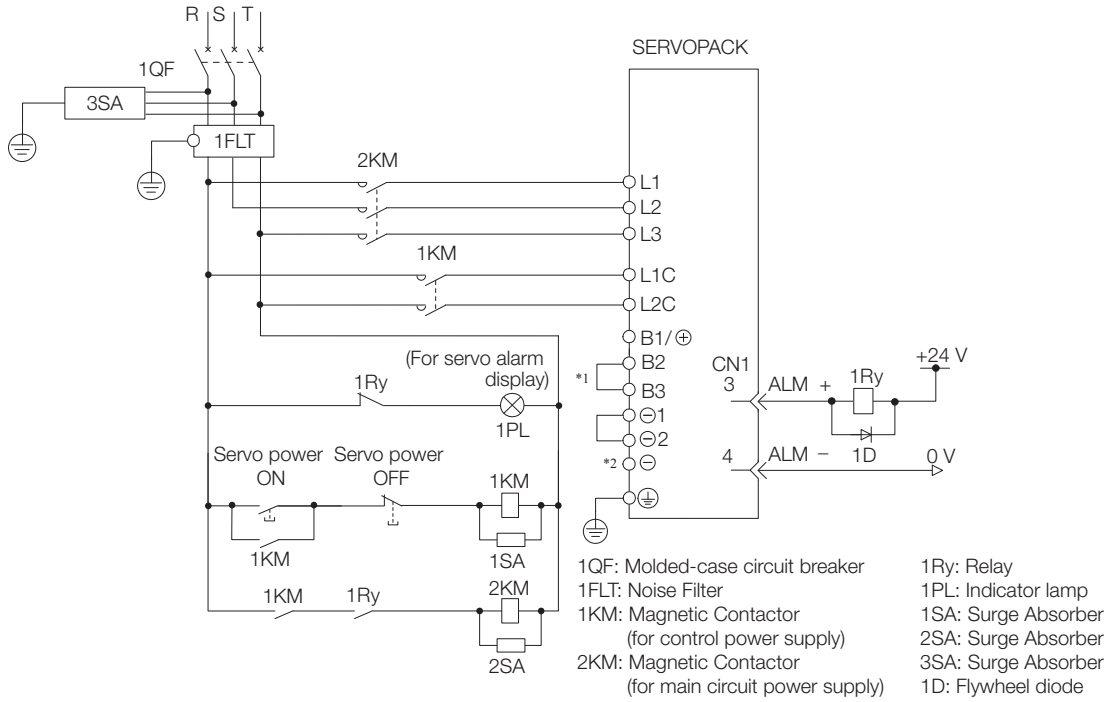 R S T
SERVOPACK
1QF
3SA
1FLT
2KM
L1
L2
L3
1KM
L1C
L2C
B1/⊕
(For servo alarm
display)
B2
*1
B3
CN1
+24 V
1Ry
3 ALM +
1Ry
1PL
⊖1
⊖2
1D
Servo power
ON
Servo power
OFF
*2 ⊖
4 ALM −
0 V
1KM
1KM
1SA
1KM
1Ry
2KM
2SA
1QF: Molded-case circuit breaker
1FLT: Noise Filter
1KM: Magnetic Contactor
(for control power supply)
2KM: Magnetic Contactor
(for main circuit power supply)
1Ry: Relay
1PL: Indicator lamp
1SA: Surge Absorber
2SA: Surge Absorber
3SA: Surge Absorber
1D: Flywheel diode